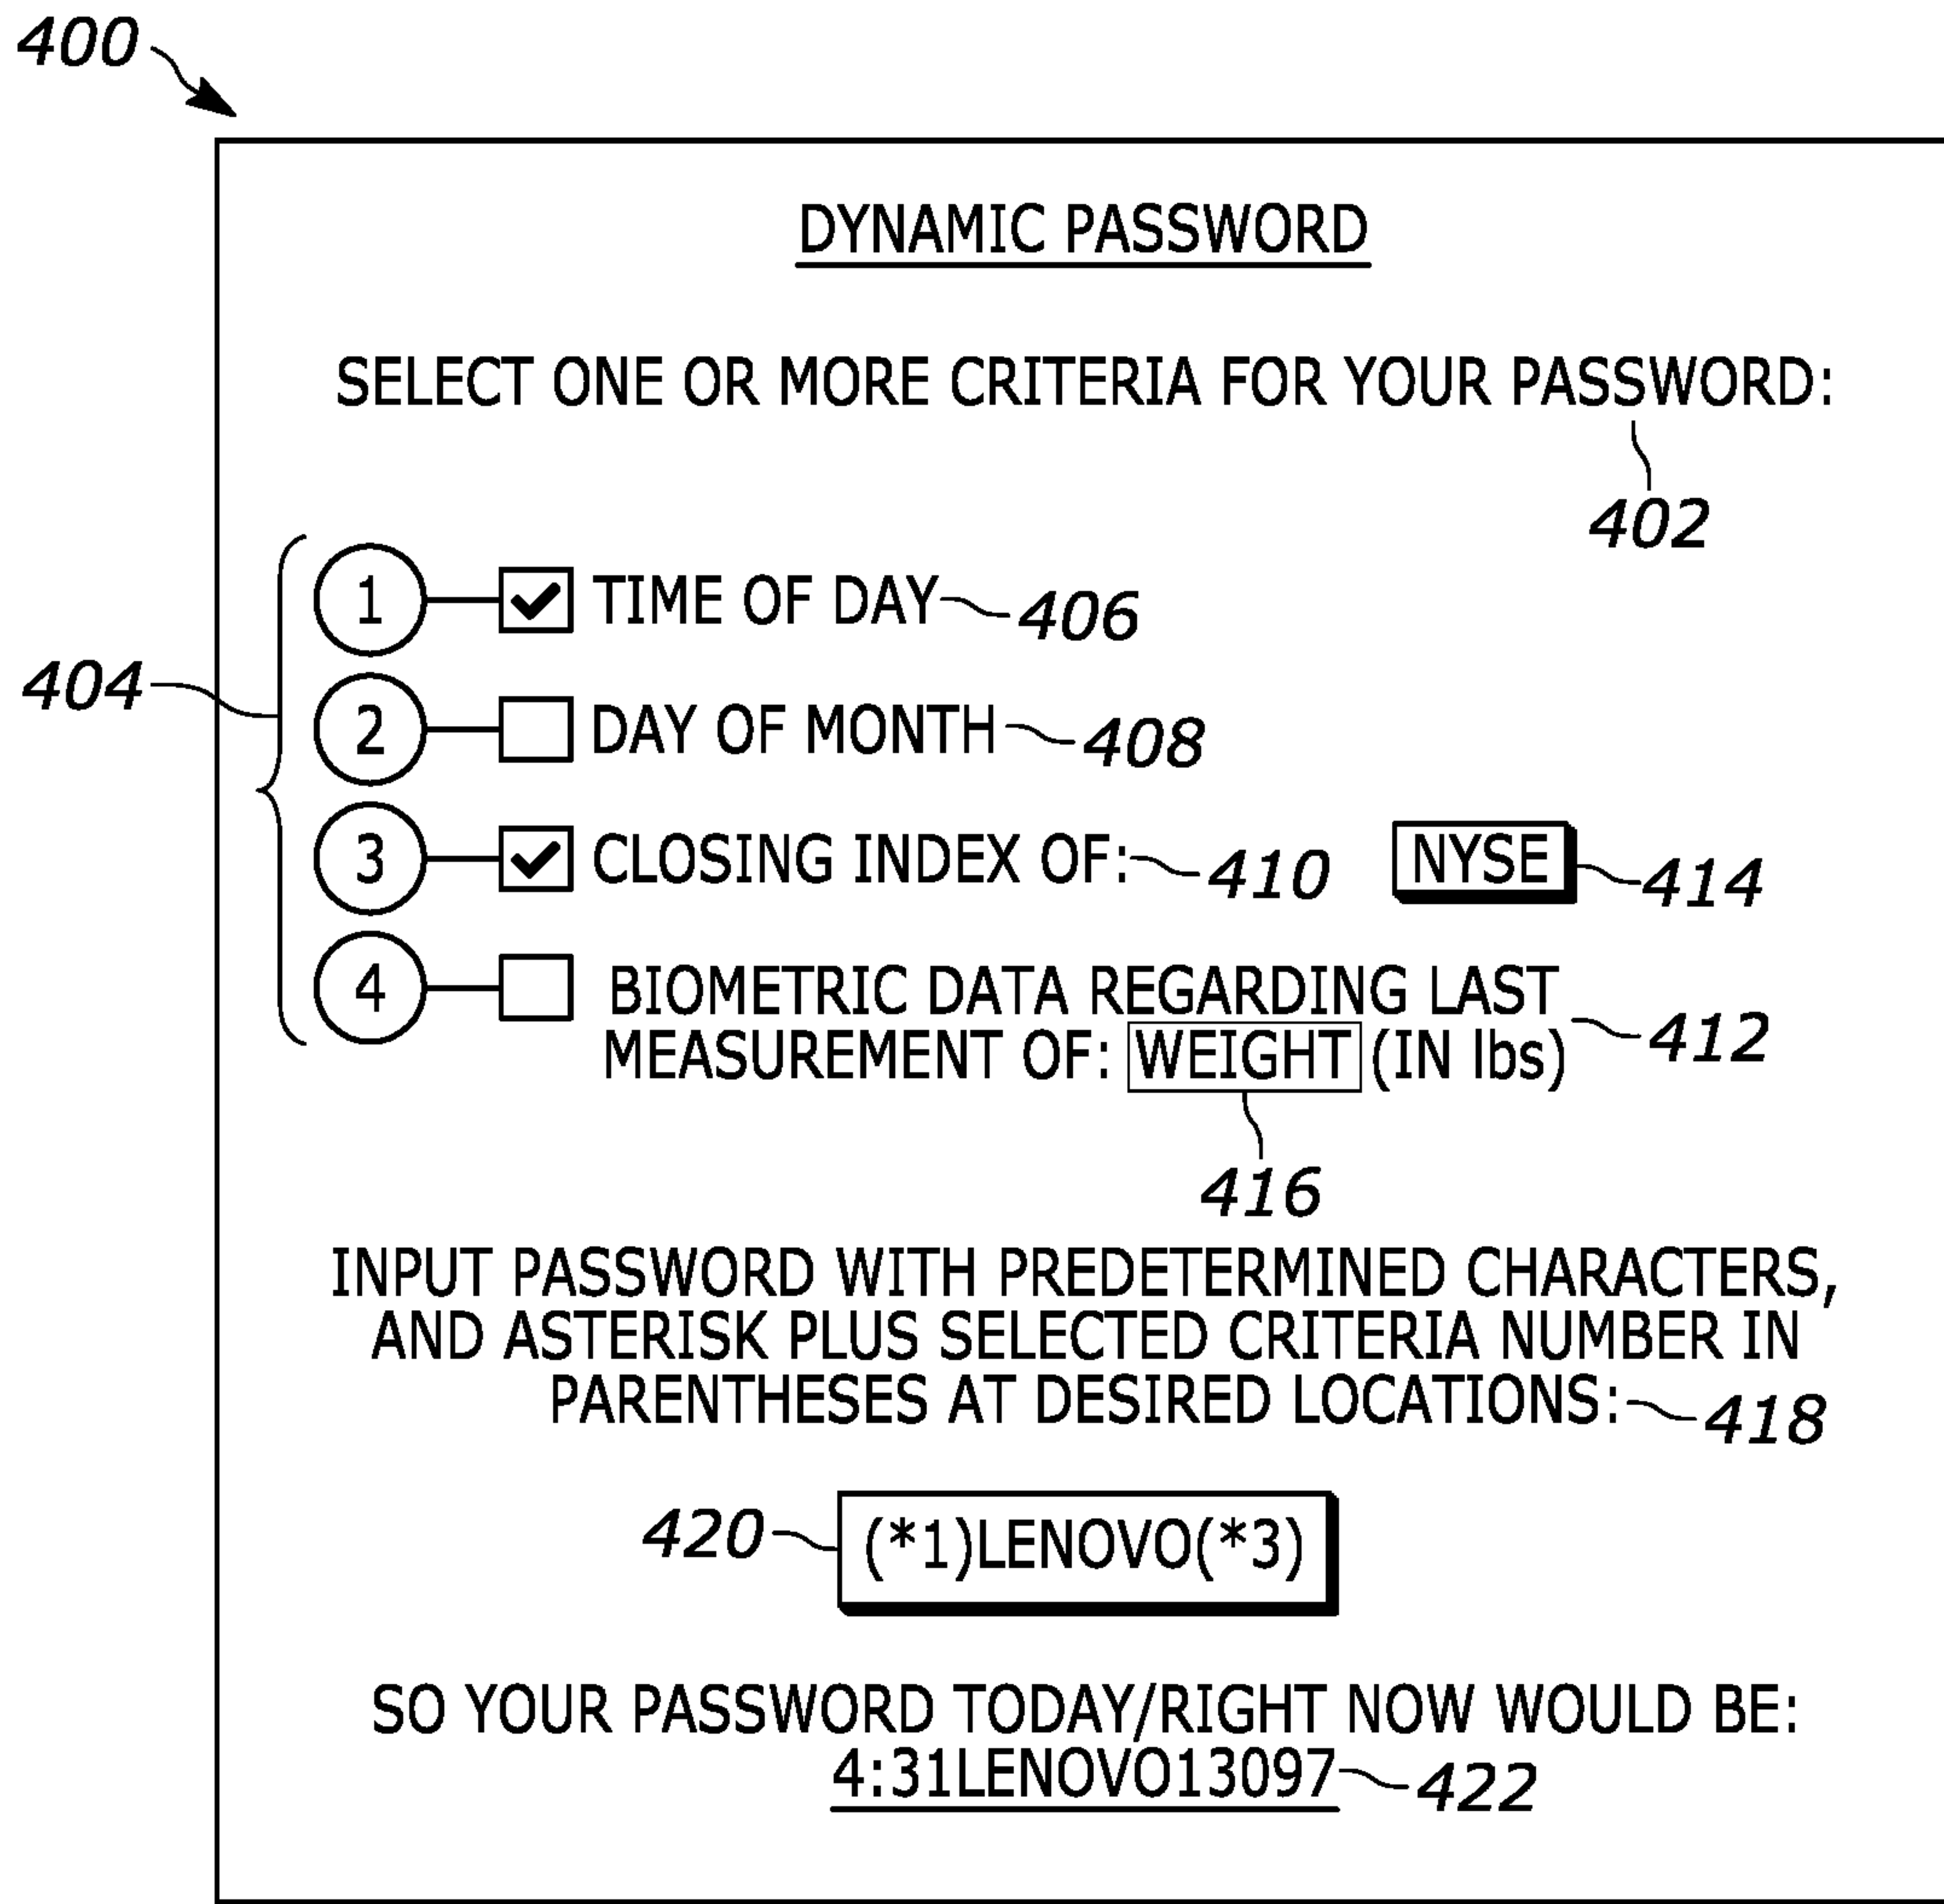 400
DYNAMIC PASSWORD
SELECT ONE OR MORE CRITERIA FOR YOUR PASSWORD:
402
404
1 TIME OF DAY 406
2 DAY OF MONTH 408
3 CLOSING INDEX OF: 410 NYSE 414
4 BIOMETRIC DATA REGARDING LAST
MEASUREMENT OF: WEIGHT (IN lbs) 412
416
INPUT PASSWORD WITH PREDETERMINED CHARACTERS,
AND ASTERISK PLUS SELECTED CRITERIA NUMBER IN
PARENTHESES AT DESIRED LOCATIONS: 418
420 (*1)LENOVO(*3)
SO YOUR PASSWORD TODAY/RIGHT NOW WOULD BE:
4:31LENOVO13097 422